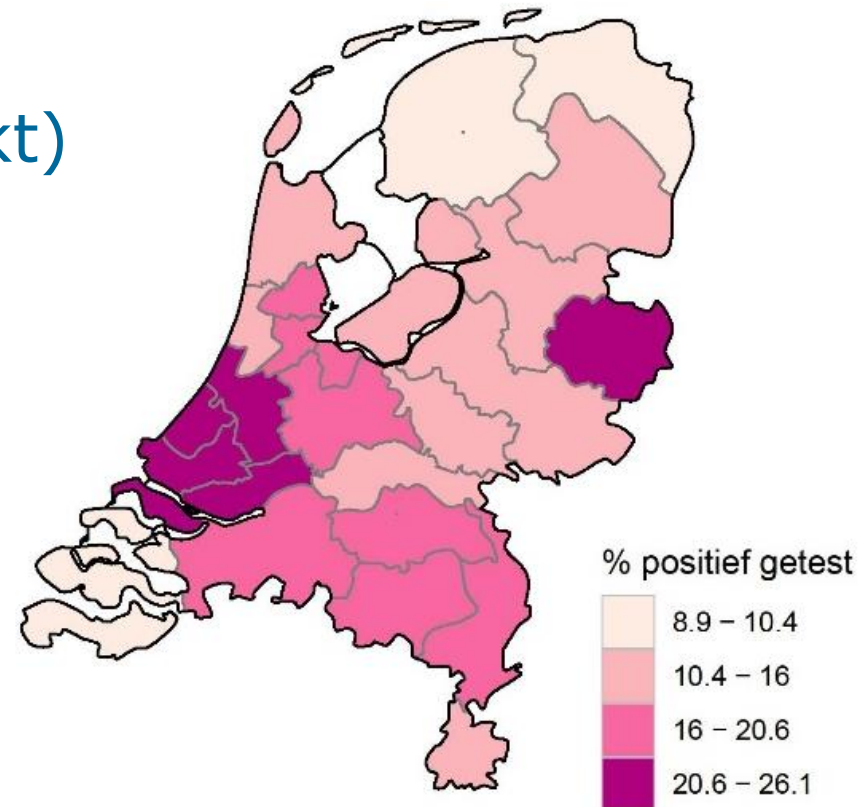 kt)
% positief getest
8.9 – 10.4
10.4 – 16
16 – 20.6
20.6 – 26.1